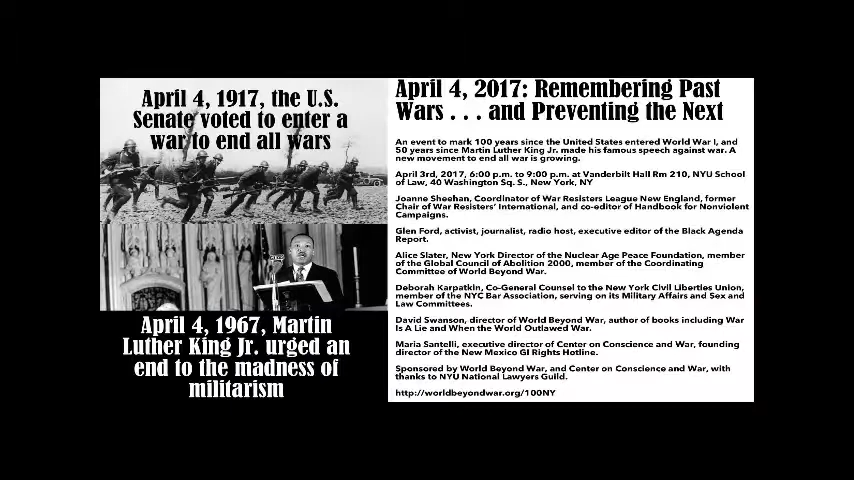 April 4, 1917, the U.S.
Senate voted to enter a
war to end all wars
April 4, 1967, Martin
Luther King Jr. urged an
end to the madness of
militarism
April 4, 2017: Remembering Past
Wars . . . and Preventing the Next
An event to mark 100 years since the United States entered World War I, and
50 years since Martin Luther King Jr. made his famous speech against war. A
new movement to end all war is growing.
April 3rd, 2017, 6:00 p.m. to 9:00 p.m. at Vanderbilt Hall Rm 210, NYU School
of Law, 40 Washington Sq. S., New York, NY
Joanne Sheehan, Coordinator of War Resisters League New England, former
Chair of War Resisters' International, and co-editor of Handbook for Nonviolent
Campaigns.
Glen Ford, activist, journalist, radio host, executive editor of the Black Agenda
Report.
Alice Slater, New York Director of the Nuclear Age Peace Foundation, member
of the Global Council of Abolition 2000, member of the Coordinating
Committee of World Beyond War.
Deborah Karpatkin, Co-General Counsel to the New York Civil Liberties Union,
member of the NYC Bar Association, serving on its Military Affairs and Sex and
Law Committees.
David Swanson, director of World Beyond War, author of books including War
Is A Lie and When the World Outlawed War.
Maria Santelli, executive director of Center on Conscience and War, founding
director of the New Mexico GI Rights Hotline.
Sponsored by World Beyond War, and Center on Conscience and War, with
thanks to NYU National Lawyers Guild.
http://worldbeyondwar.org/100NY